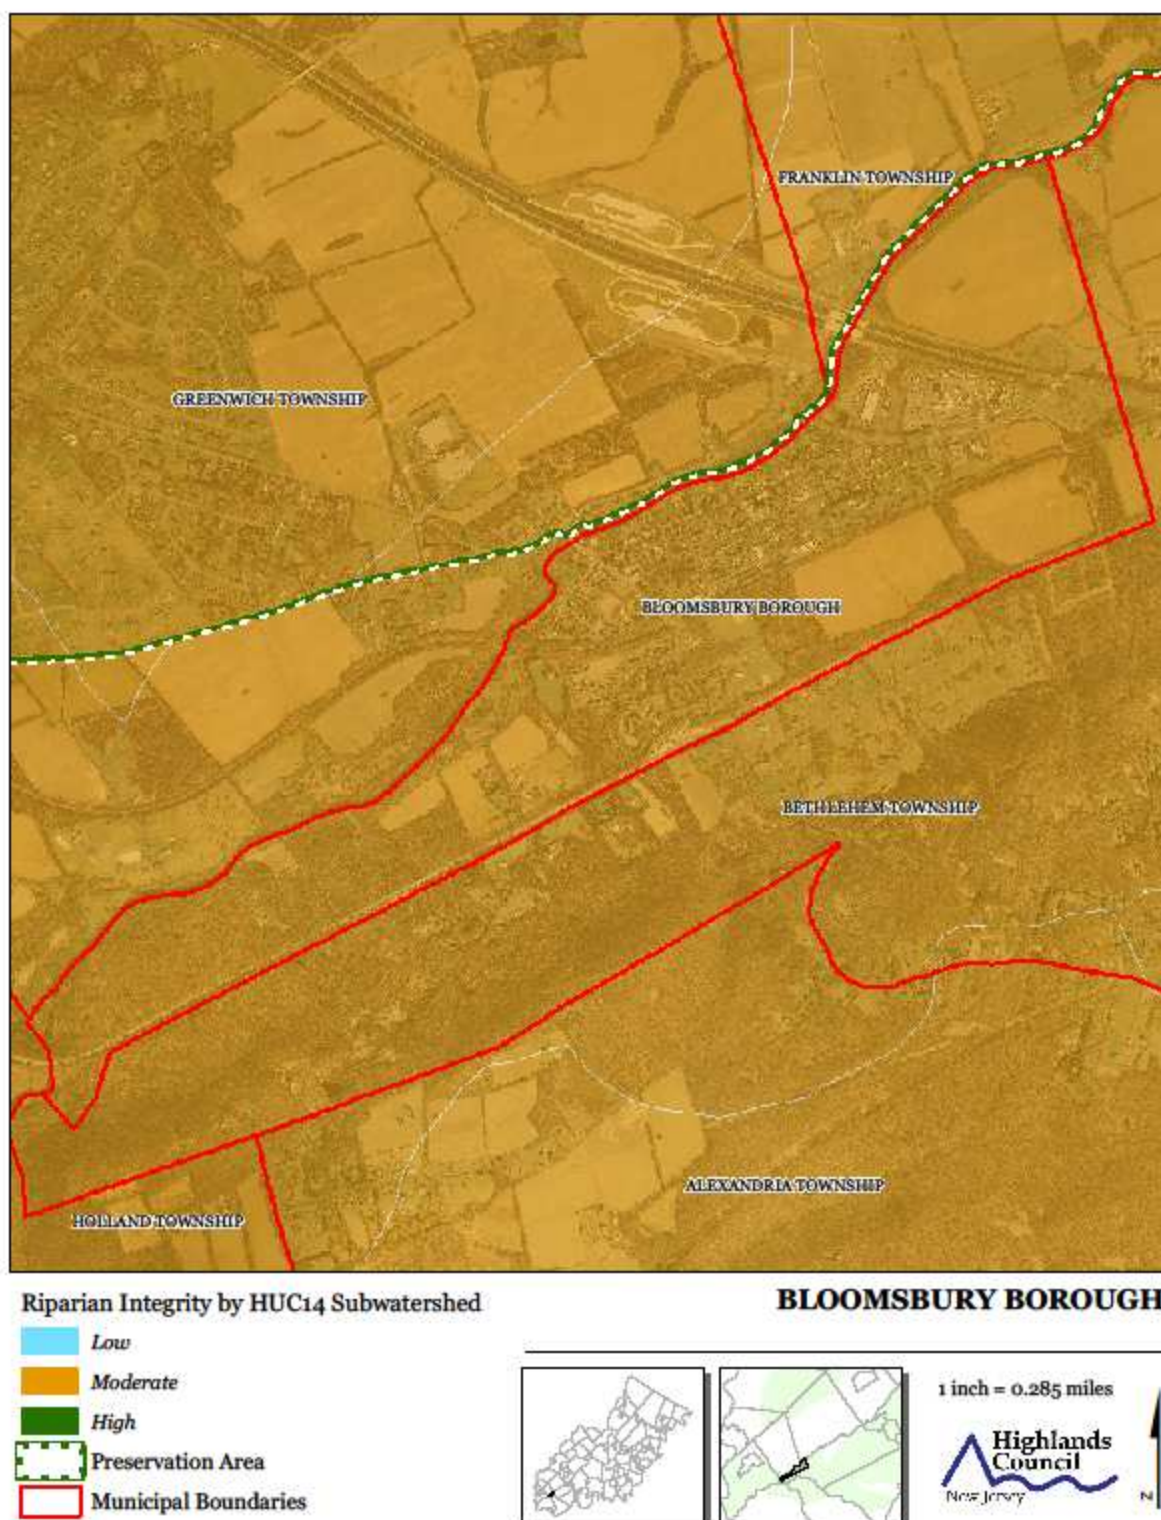 FRANKLIN TOWNSHIP
GREENWICH TOWNSHIP
BLOOMSBURY BOROUGH
BETHLEHEM TOWNSHIP
ALEXANDRIA TOWNSHIP
HOLLAND TOWNSHIP
Riparian Integrity by HUC14 Subwatershed
Low
Moderate
High
Preservation Area
Municipal Boundaries
BLOOMSBURY BOROUGH
1 inch = 0.285 miles
Highlands
Council
New Jersey
N